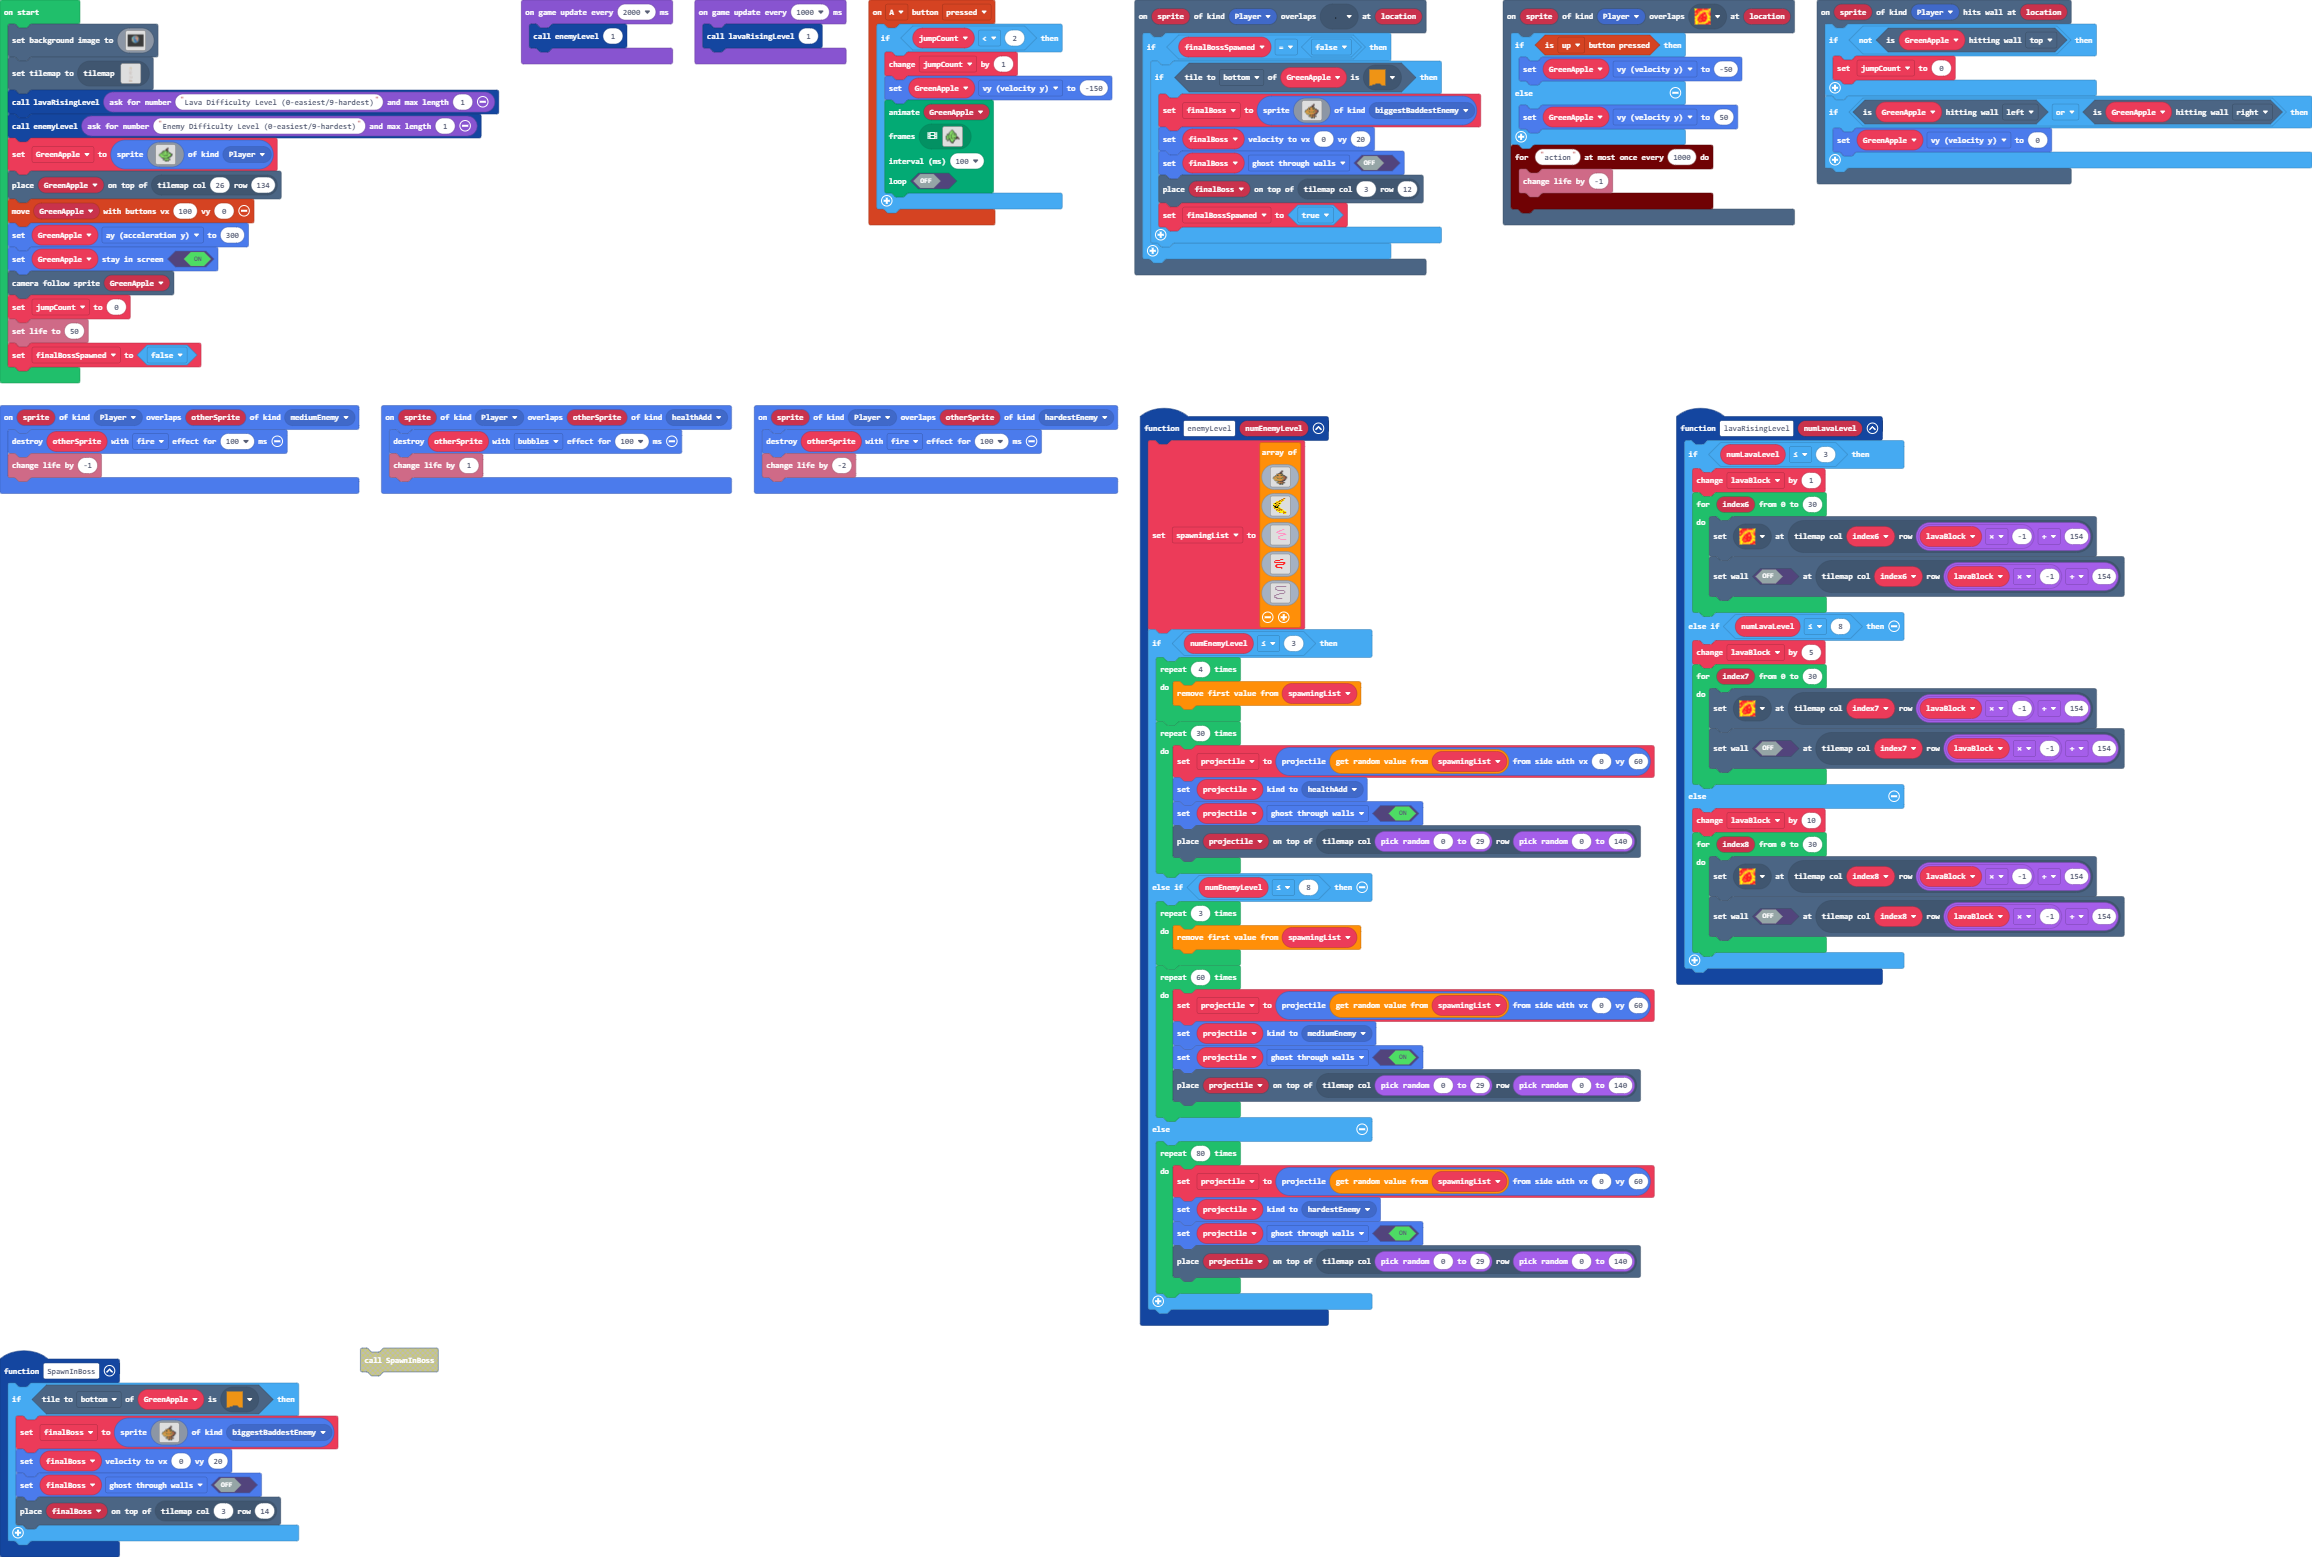 on start
set background image to
set tilemap to tilemap
call lavaRisingLevel ask for number "Lava Difficulty Level (0-easiest/9-hardest)" and max length 1
call enemyLevel ask for number "Enemy Difficulty Level (0-easiest/9-hardest)" and max length 1
set GreenApple to sprite of kind Player
place GreenApple on top of tilemap col 26 row 134
move GreenApple with buttons vx 100 vy 0
set GreenApple ay (acceleration y) to 300
set GreenApple stay in screen ON
camera follow sprite GreenApple
set jumpCount to 0
set life to 50
set finalBossSpawned to false
on game update every 2000 ms
call enemyLevel 1
on game update every 1000 ms
call lavaRisingLevel 1
on A button pressed
if jumpCount < 2 then
change jumpCount by 1
set GreenApple vy (velocity y) to -150
animate GreenApple
frames
interval (ms) 100
loop OFF
on sprite of kind Player overlaps at location
if finalBossSpawned = false then
if tile to bottom of GreenApple is then
set finalBoss to sprite of kind biggestBaddestEnemy
set finalBoss velocity to vx 0 vy 20
set finalBoss ghost through walls OFF
place finalBoss on top of tilemap col 3 row 12
set finalBossSpawned to true
on sprite of kind Player overlaps at location
if is up button pressed then
set GreenApple vy (velocity y) to -50
else
set GreenApple vy (velocity y) to 50
for "action" at most once every 1000 do
change life by -1
on sprite of kind Player hits wall at location
if not is GreenApple hitting wall top then
set jumpCount to 0
if is GreenApple hitting wall left or is GreenApple hitting wall right then
set GreenApple vy (velocity y) to 0
on sprite of kind Player overlaps otherSprite of kind mediumEnemy
destroy otherSprite with fire effect for 100 ms
change life by -1
on sprite of kind Player overlaps otherSprite of kind healthAdd
destroy otherSprite with bubbles effect for 100 ms
change life by 1
on sprite of kind Player overlaps otherSprite of kind hardestEnemy
destroy otherSprite with fire effect for 100 ms
change life by -2
function enemyLevel numEnemyLevel
array of
set spawningList to
if numEnemyLevel ≤ 3 then
repeat 4 times
do remove first value from spawningList
repeat 30 times
do set projectile to projectile get random value from spawningList from side with vx 0 vy 60
set projectile kind to healthAdd
set projectile ghost through walls ON
place projectile on top of tilemap col pick random 0 to 29 row pick random 0 to 140
else if numEnemyLevel ≤ 8 then
repeat 3 times
do remove first value from spawningList
repeat 60 times
do set projectile to projectile get random value from spawningList from side with vx 0 vy 60
set projectile kind to mediumEnemy
set projectile ghost through walls ON
place projectile on top of tilemap col pick random 0 to 29 row pick random 0 to 140
else
repeat 80 times
do set projectile to projectile get random value from spawningList from side with vx 0 vy 60
set projectile kind to hardestEnemy
set projectile ghost through walls ON
place projectile on top of tilemap col pick random 0 to 29 row pick random 0 to 140
function lavaRisingLevel numLavaLevel
if numLavaLevel ≤ 3 then
change lavaBlock by 1
for index6 from 0 to 30
do set at tilemap col index6 row lavaBlock × -1 + 154
set wall OFF at tilemap col index6 row lavaBlock × -1 + 154
else if numLavaLevel ≤ 8 then
change lavaBlock by 5
for index7 from 0 to 30
do set at tilemap col index7 row lavaBlock × -1 + 154
set wall OFF at tilemap col index7 row lavaBlock × -1 + 154
else
change lavaBlock by 10
for index8 from 0 to 30
do set at tilemap col index8 row lavaBlock × -1 + 154
set wall OFF at tilemap col index8 row lavaBlock × -1 + 154
function SpawnInBoss
if tile to bottom of GreenApple is then
set finalBoss to sprite of kind biggestBaddestEnemy
set finalBoss velocity to vx 0 vy 20
set finalBoss ghost through walls OFF
place finalBoss on top of tilemap col 3 row 14
call SpawnInBoss